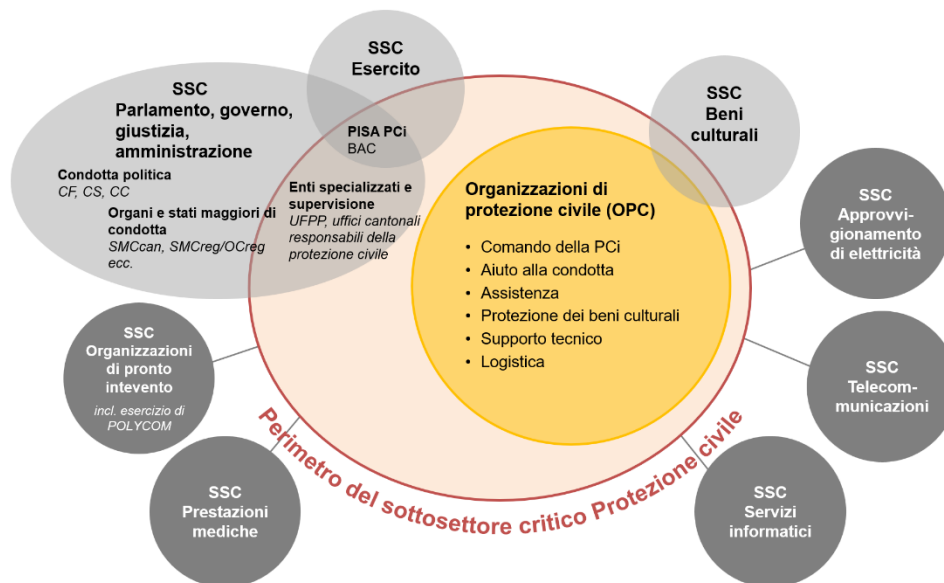 SSC
Esercito
SSC
Parlamento, governo,
giustizia,
amministrazione
Condotta politica
CF, CS, CC
Organi e stati maggiori di
condotta
SMCcan, SMCreg/OCreg
ecc.
PISA PCi
BAC
Enti specializzati e
supervisione
UFPP, uffici cantonali
responsabili della
protezione civile
SSC
Beni
culturali
Organizzazioni di
protezione civile (OPC)
• Comando della PCi
• Aiuto alla condotta
• Assistenza
• Protezione dei beni culturali
• Supporto tecnico
• Logistica
SSC
Approvvi-
gionamento
di elettricità
SSC
Telecom-
municazioni
SSC
Servizi
informatici
SSC
Organizzazioni
di pronto
intevento
incl. esercizio di
POLYCOM
SSC
Prestazioni
mediche
Perimetro del sottosettore critico Protezione civile